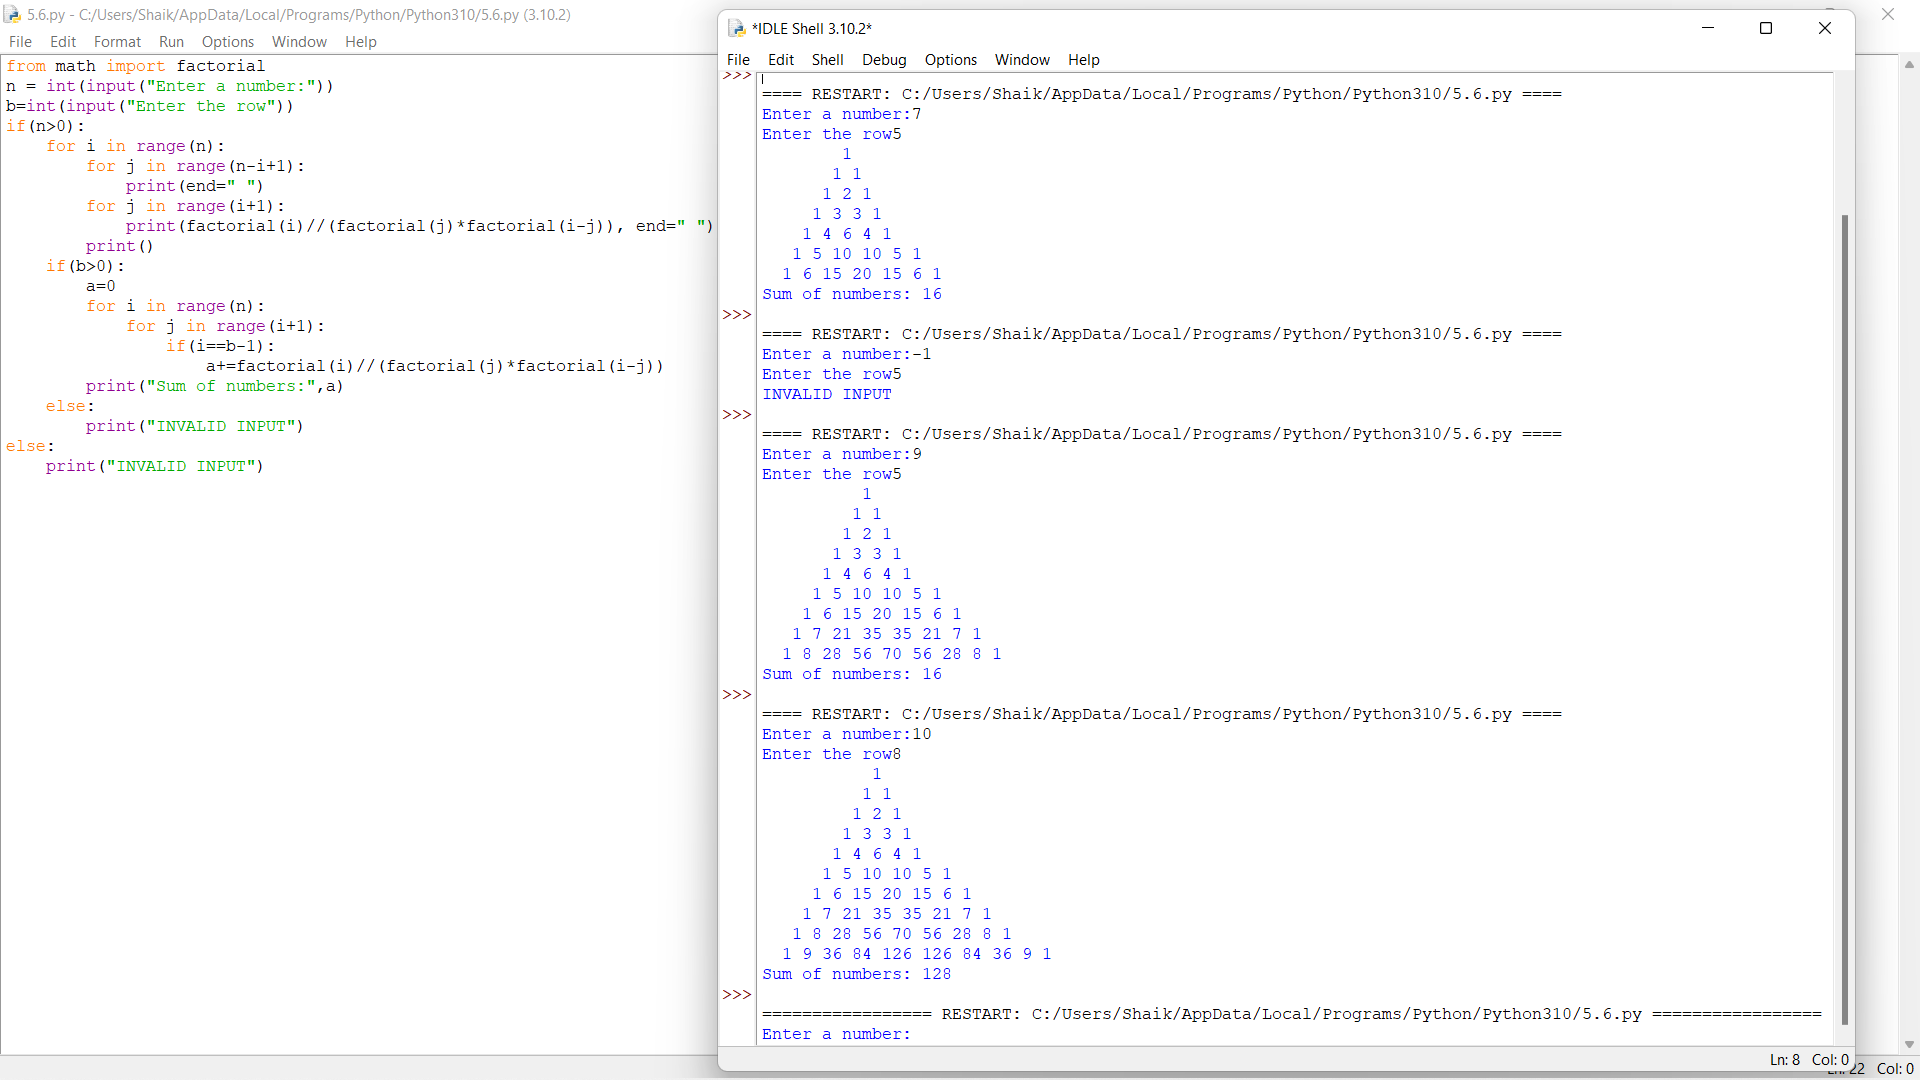 5.6.py - C:/Users/Shaik/AppData/Local/Programs/Python/Python310/5.6.py (3.10.2)
File Edit Format Run Options Window Help
from math import factorial
n = int(input("Enter a number:"))
b=int(input("Enter the row"))
if(n>0):
    for i in range(n):
        for j in range(n-i+1):
            print(end=" ")
        for j in range(i+1):
            print(factorial(i)//(factorial(j)*factorial(i-j)), end=" ")
        print()
    if(b>0):
        a=0
        for i in range(n):
            for j in range(i+1):
                if(i==b-1):
                    a+=factorial(i)//(factorial(j)*factorial(i-j))
        print("Sum of numbers:",a)
    else:
        print("INVALID INPUT")
else:
    print("INVALID INPUT")
*IDLE Shell 3.10.2*
File Edit Shell Debug Options Window Help
>>>
==== RESTART: C:/Users/Shaik/AppData/Local/Programs/Python/Python310/5.6.py ====
Enter a number:7
Enter the row5
        1
       1 1
      1 2 1
     1 3 3 1
    1 4 6 4 1
   1 5 10 10 5 1
  1 6 15 20 15 6 1
Sum of numbers: 16
>>>
==== RESTART: C:/Users/Shaik/AppData/Local/Programs/Python/Python310/5.6.py ====
Enter a number:-1
Enter the row5
INVALID INPUT
>>>
==== RESTART: C:/Users/Shaik/AppData/Local/Programs/Python/Python310/5.6.py ====
Enter a number:9
Enter the row5
          1
         1 1
        1 2 1
       1 3 3 1
      1 4 6 4 1
     1 5 10 10 5 1
    1 6 15 20 15 6 1
   1 7 21 35 35 21 7 1
  1 8 28 56 70 56 28 8 1
Sum of numbers: 16
>>>
==== RESTART: C:/Users/Shaik/AppData/Local/Programs/Python/Python310/5.6.py ====
Enter a number:10
Enter the row8
           1
          1 1
         1 2 1
        1 3 3 1
       1 4 6 4 1
      1 5 10 10 5 1
     1 6 15 20 15 6 1
    1 7 21 35 35 21 7 1
   1 8 28 56 70 56 28 8 1
  1 9 36 84 126 126 84 36 9 1
Sum of numbers: 128
>>>
================= RESTART: C:/Users/Shaik/AppData/Local/Programs/Python/Python310/5.6.py =================
Enter a number:
Ln: 8 Col: 0
22 Col: 0